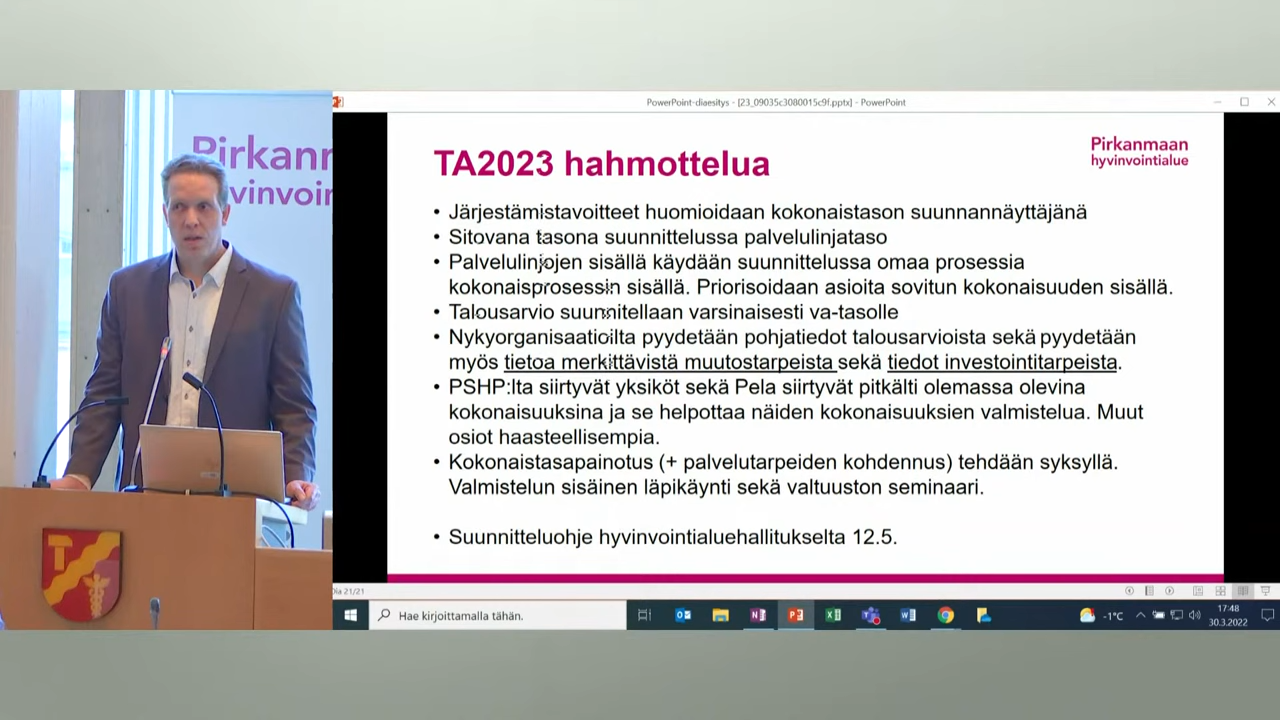 PowerPoint-diaesitys - [23_09035c3080015c9f.pptx] - PowerPoint
Pirkanm
yvinvoin
Pirkanmaan
hyvinvointialue
TA2023 hahmottelua
• Järjestämistavoitteet huomioidaan kokonaistason suunnannäyttäjänä
• Sitovana tasona suunnittelussa palvelulinjataso
• Palvelulinjojen sisällä käydään suunnittelussa omaa prosessia
kokonaisprosessin sisällä. Priorisoidaan asioita sovitun kokonaisuuden sisällä.
• Talousarvio suunnitellaan varsinaisesti va-tasolle
• Nykyorganisaatioilta pyydetään pohjatiedot talousarvioista sekä pyydetään
myös tietoa merkittävistä muutostarpeista sekä tiedot investointitarpeista.
• PSHP:lta siirtyvät yksiköt sekä Pela siirtyvät pitkälti olemassa olevina
kokonaisuuksina ja se helpottaa näiden kokonaisuuksien valmistelua. Muut
osiot haasteellisempia.
• Kokonaistasapainotus (+ palvelutarpeiden kohdennus) tehdään syksyllä.
Valmistelun sisäinen läpikäynti sekä valtuuston seminaari.
• Suunnitteluohje hyvinvointialuehallitukselta 12.5.
Dia 21/21
Hae kirjoittamalla tähän.
-1°C
17:48
30.3.2022